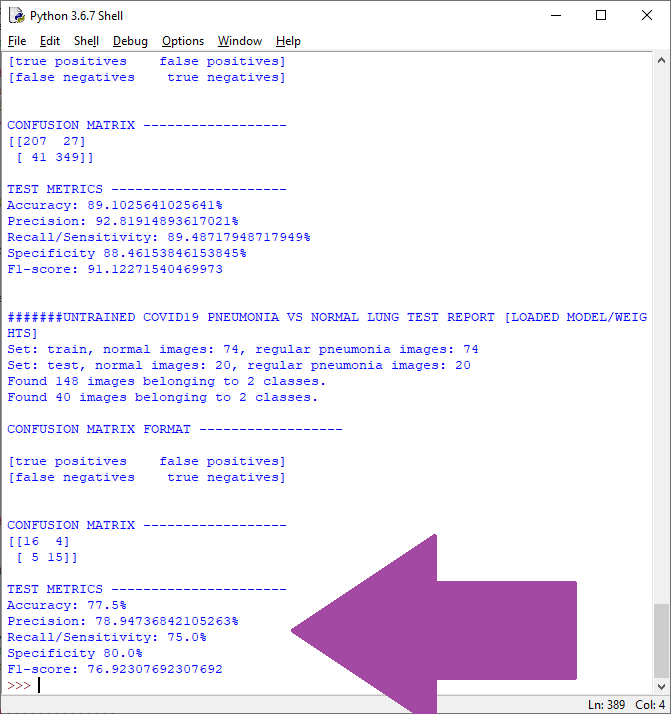 Python 3.6.7 Shell
File Edit Shell Debug Options Window Help
[true positives    false positives]
[false negatives    true negatives]
CONFUSION MATRIX ------------------
[[207  27]
 [ 41 349]]
TEST METRICS ----------------------
Accuracy: 89.1025641025641%
Precision: 92.81914893617021%
Recall/Sensitivity: 89.48717948717949%
Specificity 88.46153846153845%
F1-score: 91.12271540469973
#######UNTRAINED COVID19 PNEUMONIA VS NORMAL LUNG TEST REPORT [LOADED MODEL/WEIG
HTS]
Set: train, normal images: 74, regular pneumonia images: 74
Set: test, normal images: 20, regular pneumonia images: 20
Found 148 images belonging to 2 classes.
Found 40 images belonging to 2 classes.
CONFUSION MATRIX FORMAT ------------------
[true positives    false positives]
[false negatives    true negatives]
CONFUSION MATRIX ------------------
[[16  4]
 [ 5 15]]
TEST METRICS ----------------------
Accuracy: 77.5%
Precision: 78.94736842105263%
Recall/Sensitivity: 75.0%
Specificity 80.0%
F1-score: 76.92307692307692
>>>
Ln: 389 Col: 4